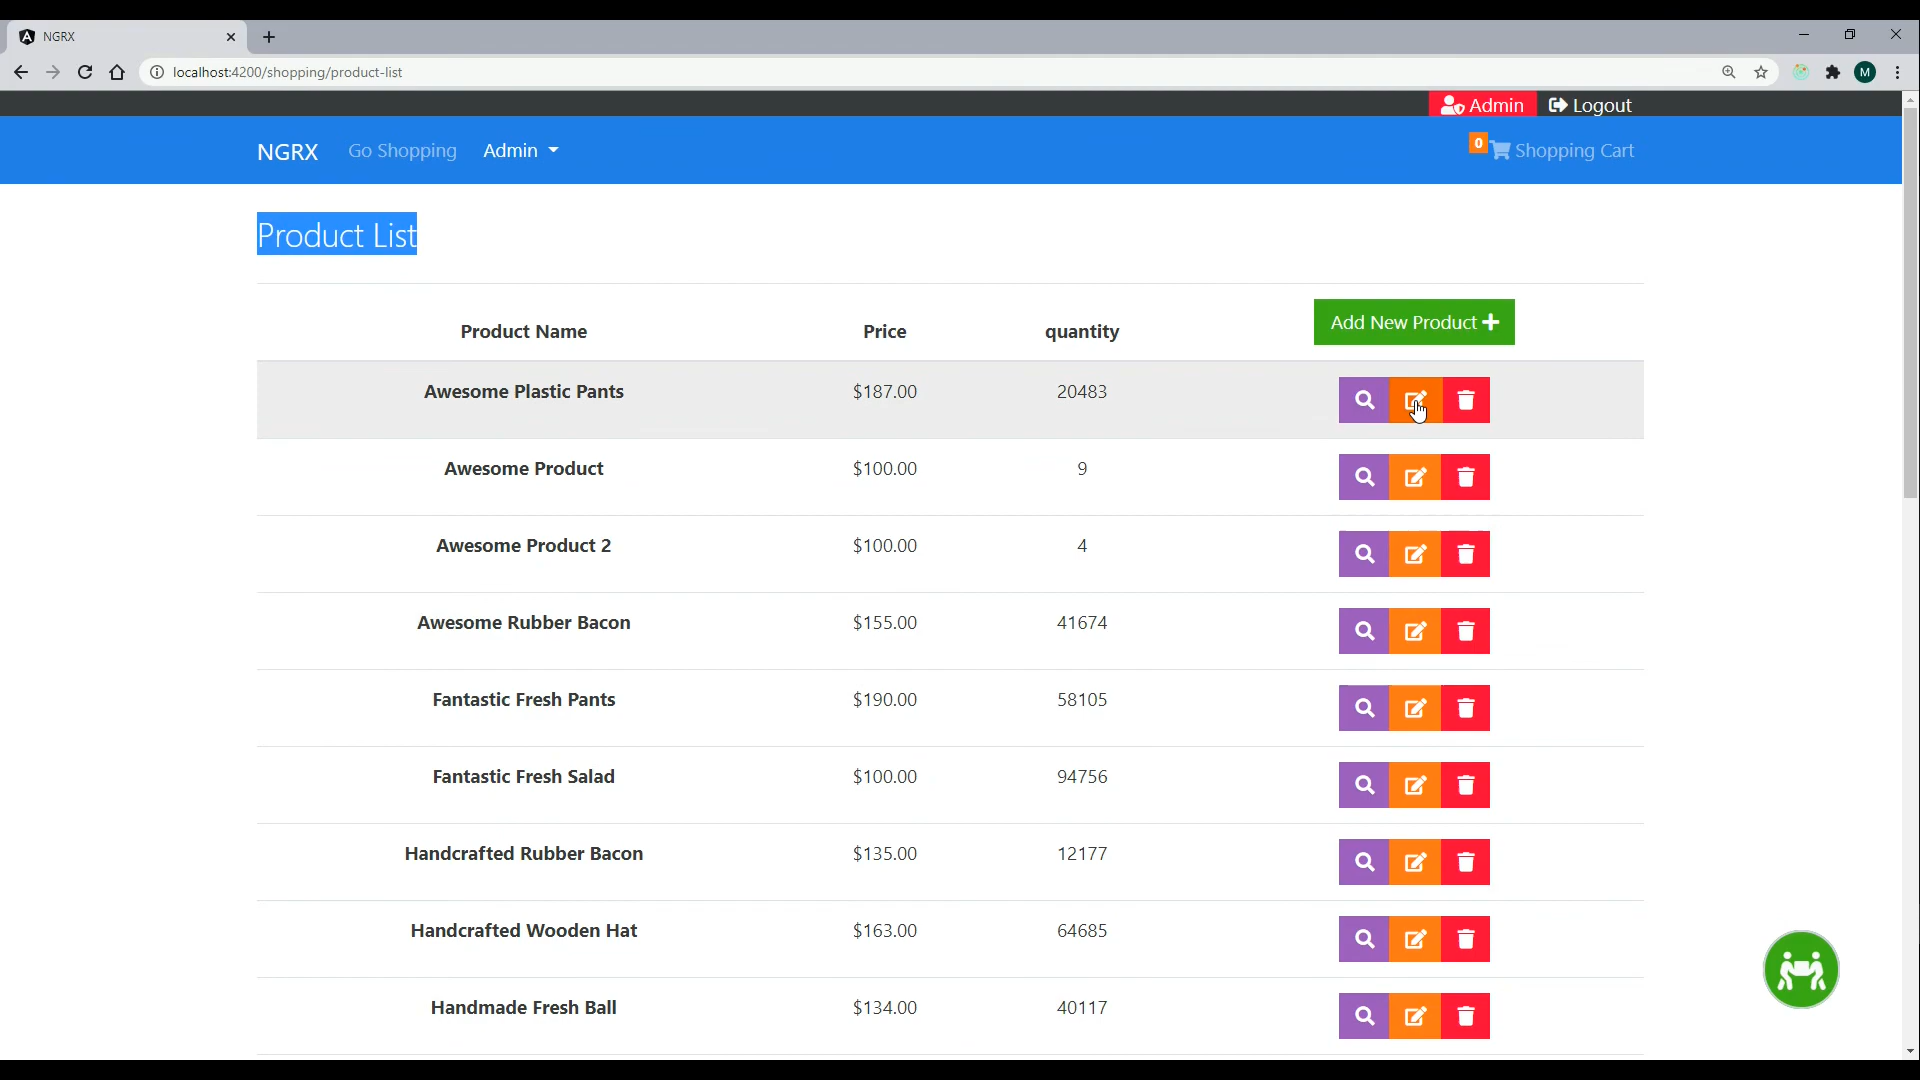 NGRX
localhost:4200/shopping/product-list
M
Admin Logout
NGRX Go Shopping Admin 0 Shopping Cart
Product List
Product Name Price quantity Add New Product
Awesome Plastic Pants $187.00 20483
Awesome Product $100.00 9
Awesome Product 2 $100.00 4
Awesome Rubber Bacon $155.00 41674
Fantastic Fresh Pants $190.00 58105
Fantastic Fresh Salad $100.00 94756
Handcrafted Rubber Bacon $135.00 12177
Handcrafted Wooden Hat $163.00 64685
Handmade Fresh Ball $134.00 40117